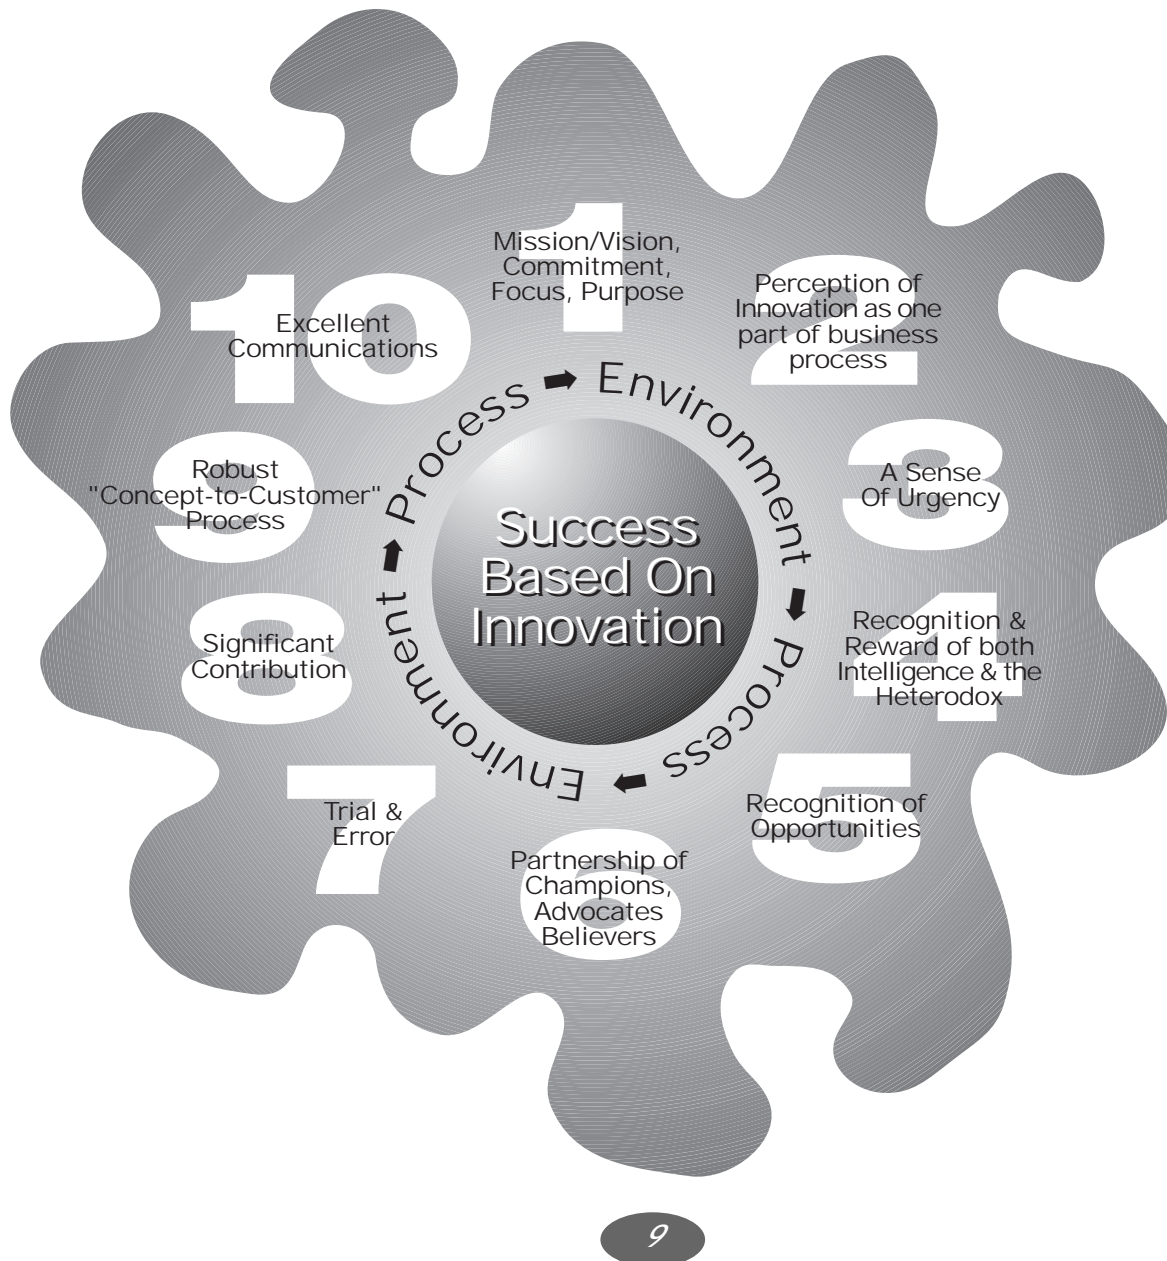 1
Mission/Vision,
Commitment,
Focus, Purpose
2
Perception of
Innovation as one
part of business
process
3
A Sense
Of Urgency
4
Recognition &
Reward of both
Intelligence & the
Heterodox
5
Recognition of
Opportunities
6
Partnership of
Champions,
Advocates
Believers
7
Trial &
Error
8
Significant
Contribution
9
Robust
"Concept-to-Customer"
Process
10
Excellent
Communications
Environment
Process
Environment
Process
Success
Based On
Innovation
9